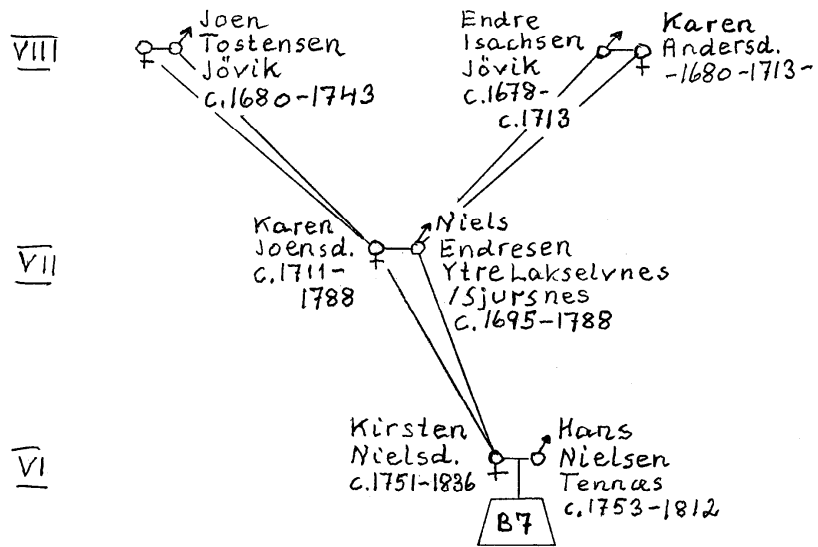 VIII
Joen
Tostensen
Jövik
c.1680-1743
Endre
Isachsen
Jövik
c.1678-
c.1713
Karen
Andersd.
-1680-1713-
VII
Karen
Joensd.
c.1711-
1788
Niels
Endresen
Ytre Lakselvnes
/Sjursnes
c.1695-1788
VI
Kirsten
Nielsd.
c.1751-1836
Hans
Nielsen
Tennæs
c.1753-1812
B7